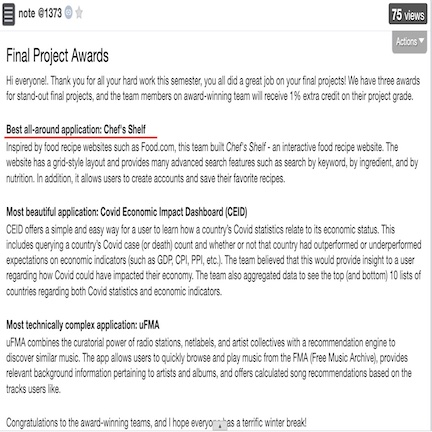 note @1373
75 views
Actions
Final Project Awards
Hi everyone!. Thank you for all your hard work this semester, you all did a great job on your final projects! We have three awards
for stand-out final projects, and the team members on award-winning team will receive 1% extra credit on their project grade.
Best all-around application: Chef's Shelf
Inspired by food recipe websites such as Food.com, this team built Chef's Shelf - an interactive food recipe website. The
website has a grid-style layout and provides many advanced search features such as search by keyword, by ingredient, and by
nutrition. In addition, it allows users to create accounts and save their favorite recipes.
Most beautiful application: Covid Economic Impact Dashboard (CEID)
CEID offers a simple and easy way for a user to learn how a country's Covid statistics relate to its economic status. This
includes querying a country's Covid case (or death) count and whether or not that country had outperformed or underperformed
expectations on economic indicators (such as GDP, CPI, PPI, etc.). The team believed that this would provide insight to a user
regarding how Covid could have impacted their economy. The team also aggregated data to see the top (and bottom) 10 lists of
countries regarding both Covid statistics and economic indicators.
Most technically complex application: uFMA
uFMA combines the curatorial power of radio stations, netlabels, and artist collectives with a recommendation engine to
discover similar music. The app allows users to quickly browse and play music from the FMA (Free Music Archive), provides
relevant background information pertaining to artists and albums, and offers calculated song recommendations based on the
tracks users like.
Congratulations to the award-winning teams, and I hope everyone has a terrific winter break!